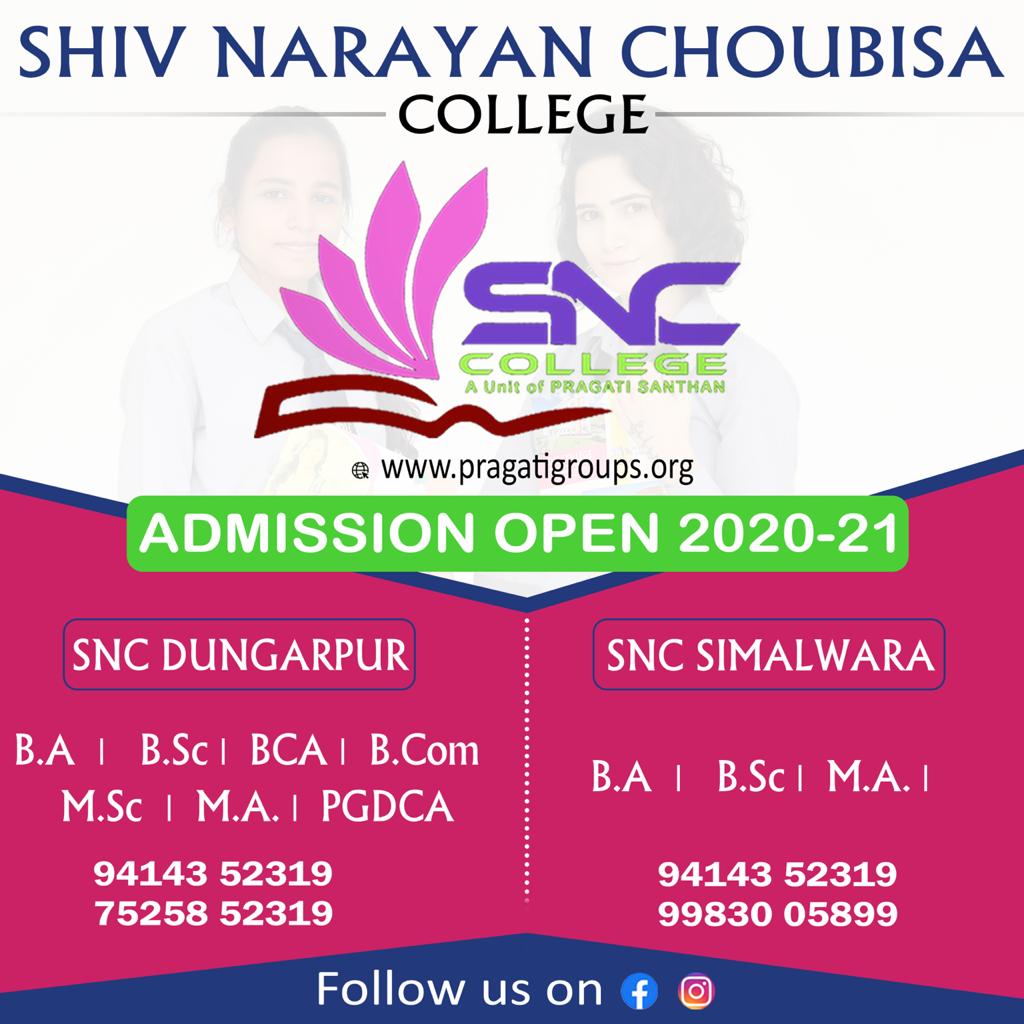 SHIV NARAYAN CHOUBISA
COLLEGE
SNC
COLLEGE
A Unit of PRAGATI SANTHAN
www.pragatigroups.org
ADMISSION OPEN 2020-21
SNC DUNGARPUR
B.A | B.Sc | BCA | B.Com
M.Sc | M.A. | PGDCA
94143 52319
75258 52319
SNC SIMALWARA
B.A | B.Sc | M.A. |
94143 52319
99830 05899
Follow us on